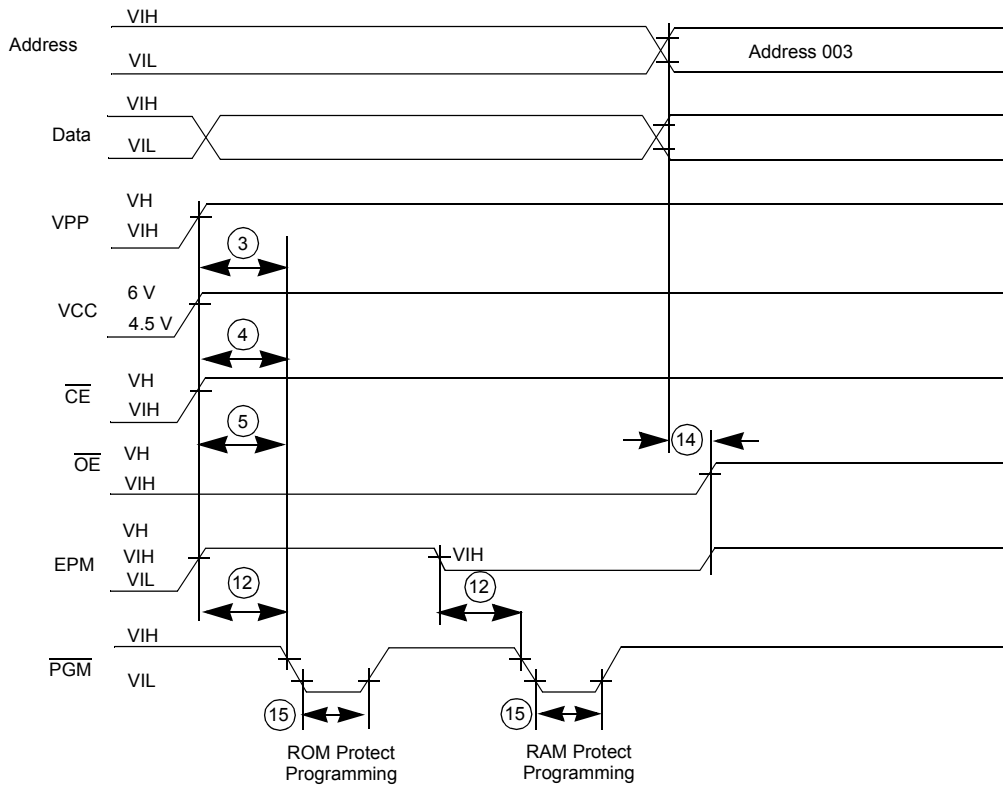 VIH
Address
VIL
Address 003
VIH
Data
VIL
VH
VPP
VIH
3
6 V
VCC
4.5 V
4
VH
CE
VIH
5
14
VH
OE
VIH
VH
VIH
VIH
EPM
VIL
12
12
VIH
PGM
VIL
15
15
ROM Protect
Programming
RAM Protect
Programming